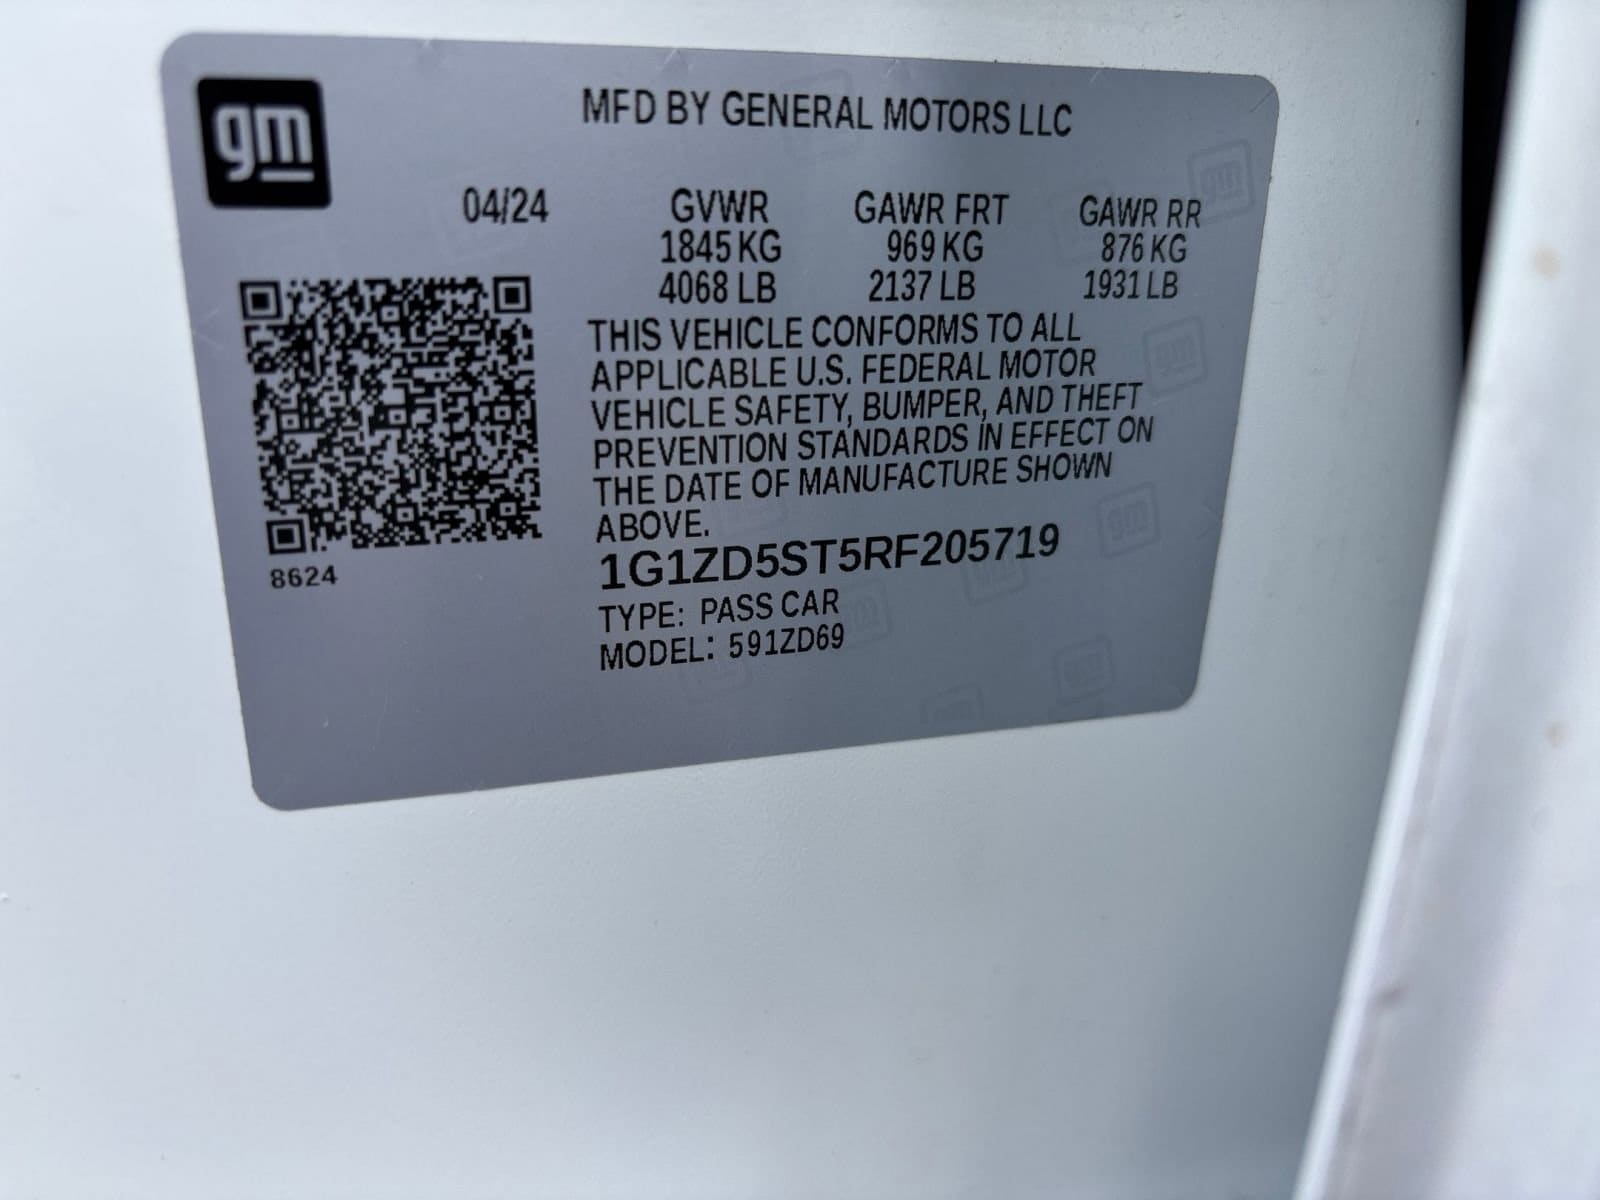 gm
MFD BY GENERAL MOTORS LLC
04/24 GVWR GAWR FRT GAWR RR
1845 KG 969 KG 876 KG
4068 LB 2137 LB 1931 LB
THIS VEHICLE CONFORMS TO ALL
APPLICABLE U.S. FEDERAL MOTOR
VEHICLE SAFETY, BUMPER, AND THEFT
PREVENTION STANDARDS IN EFFECT ON
THE DATE OF MANUFACTURE SHOWN
ABOVE.
1G1ZD5ST5RF205719
8624
TYPE: PASS CAR
MODEL: 591ZD69